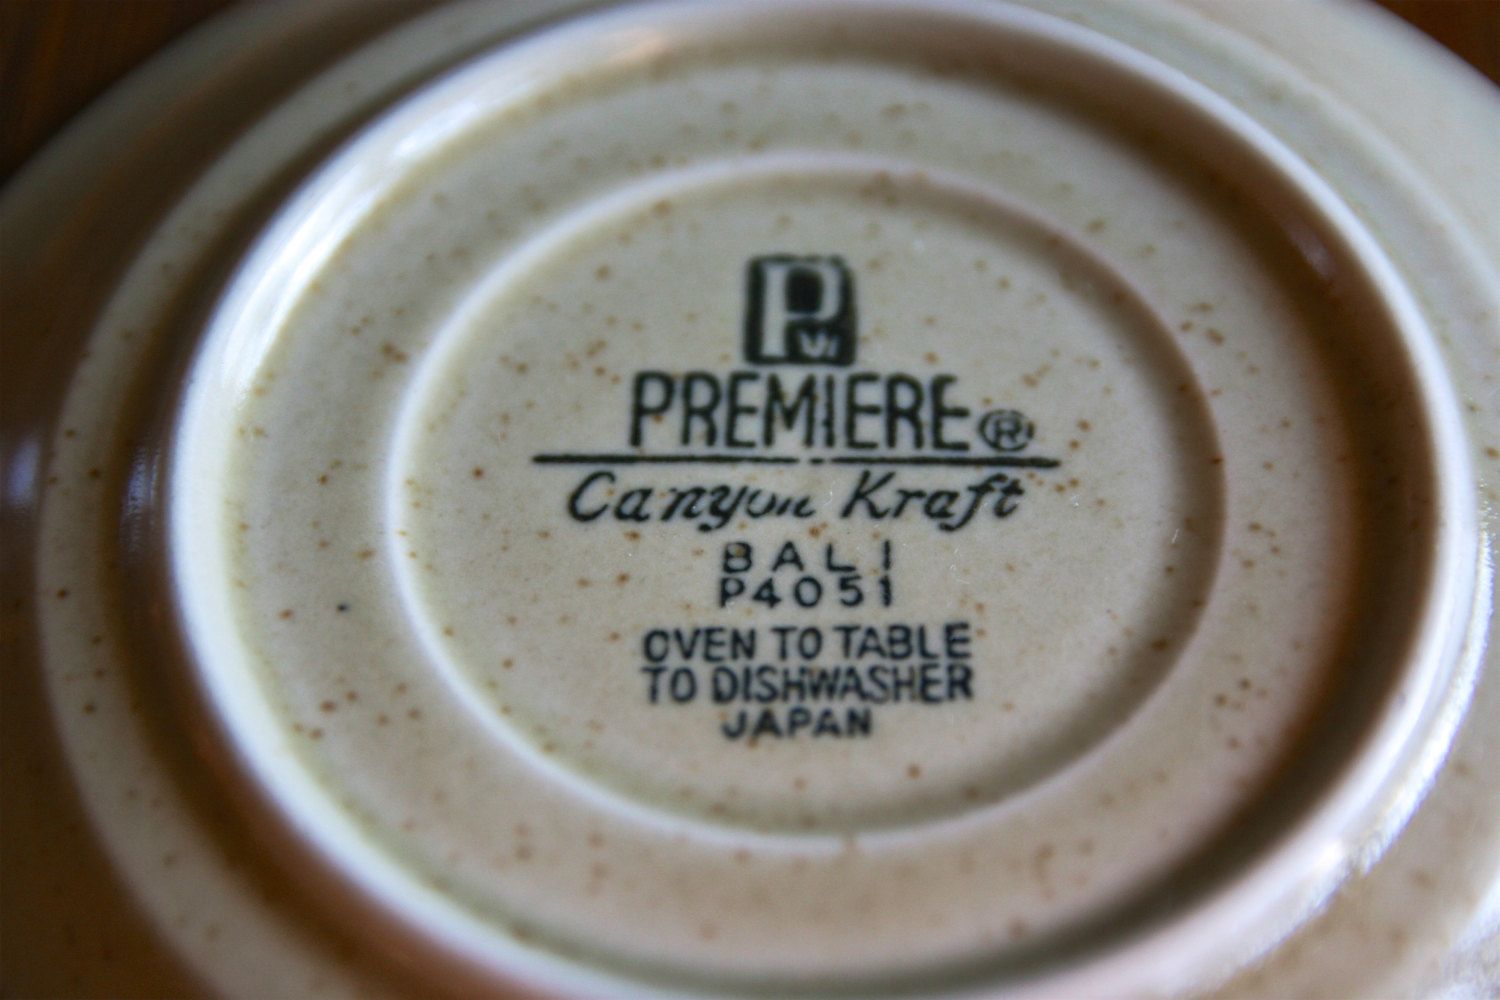 P
PREMIERE®
Canyon Kraft
BALI
P4051
OVEN TO TABLE
TO DISHWASHER
JAPAN